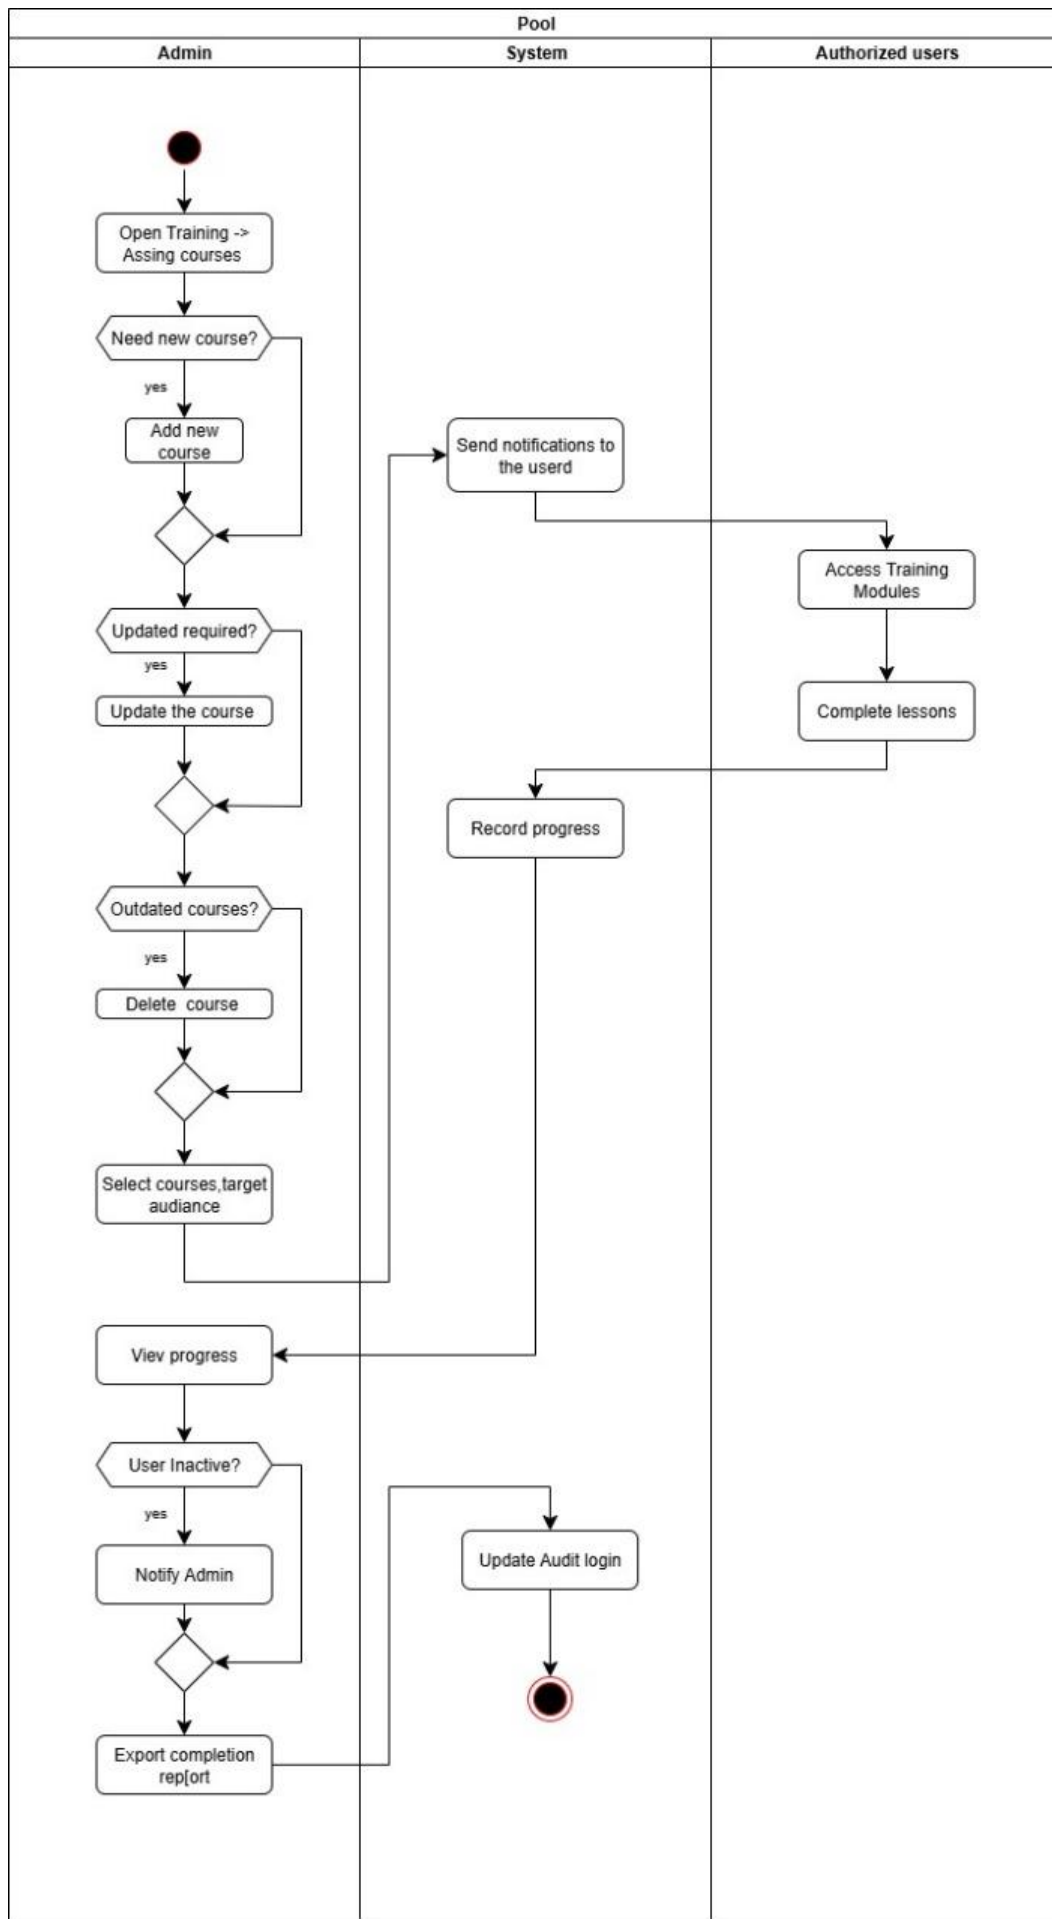 Pool
Admin
System
Authorized users
Open Training ->
Assing courses
Need new course?
yes
Add new
course
Send notifications to
the userd
Access Training
Modules
Updated required?
yes
Update the course
Complete lessons
Record progress
Outdated courses?
yes
Delete course
Select courses,target
audiance
Viev progress
User Inactive?
yes
Notify Admin
Update Audit login
Export completion
rep[ort